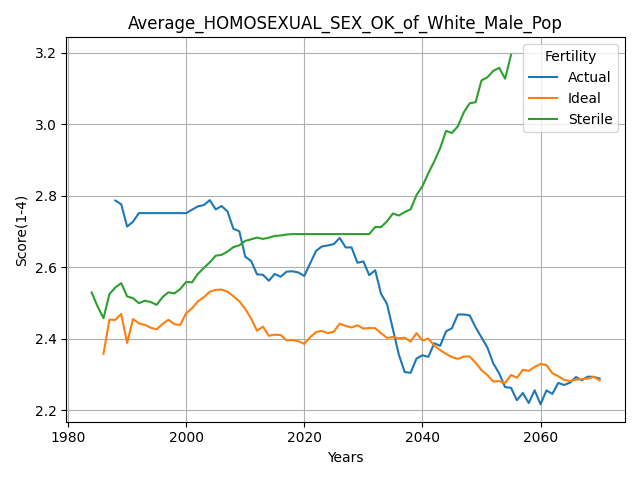 Average_HOMOSEXUAL_SEX_OK_of_White_Male_Pop
Fertility
Actual
Ideal
Sterile
Score(1-4)
3.2
3.0
2.8
2.6
2.4
2.2
1980
2000
2020
2040
2060
Years